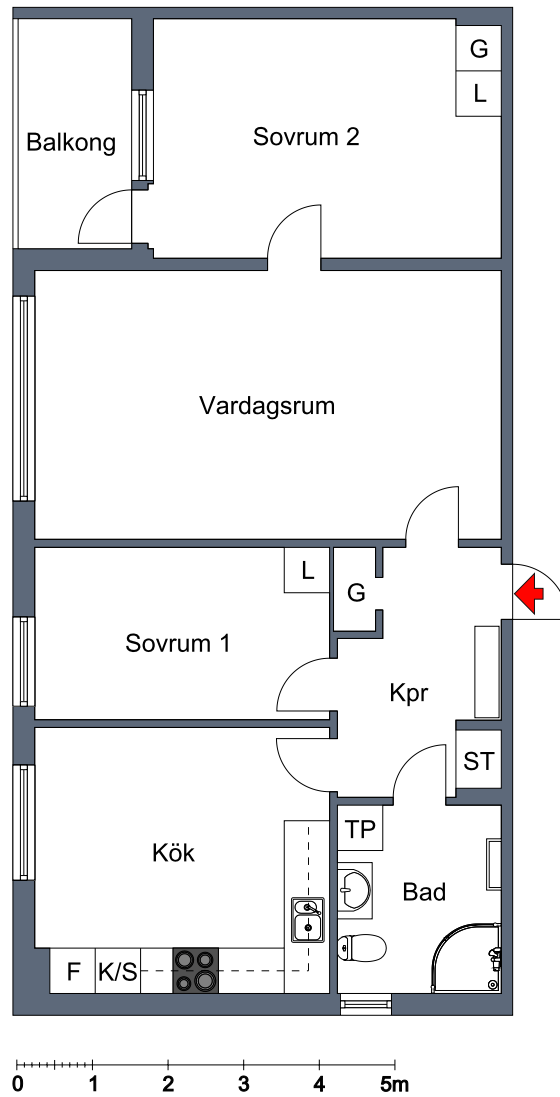 G
L
Balkong
Sovrum 2
Vardagsrum
L
G
Sovrum 1
Kpr
ST
TP
Kök
Bad
F
K/S
0 1 2 3 4 5m